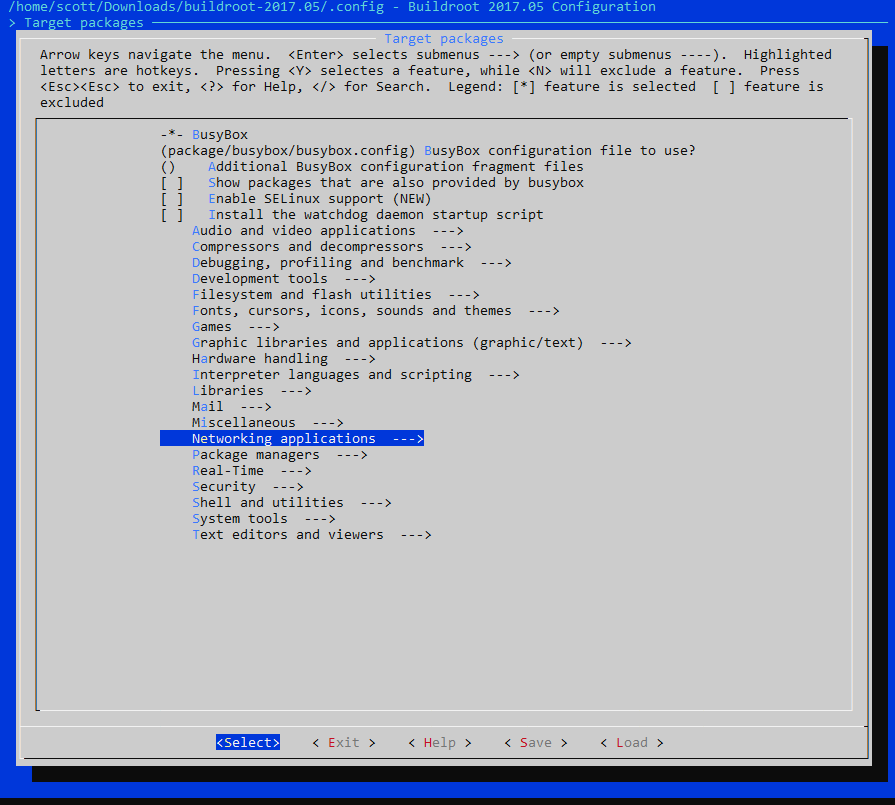 /home/scott/Downloads/buildroot-2017.05/.config - Buildroot 2017.05 Configuration
> Target packages
Target packages
Arrow keys navigate the menu.  <Enter> selects submenus ---> (or empty submenus ----).  Highlighted
letters are hotkeys.  Pressing <Y> selectes a feature, while <N> will exclude a feature.  Press
<Esc><Esc> to exit, <?> for Help, </> for Search.  Legend: [*] feature is selected  [ ] feature is
excluded
-*- BusyBox
(package/busybox/busybox.config) BusyBox configuration file to use?
()    Additional BusyBox configuration fragment files
[ ]   Show packages that are also provided by busybox
[ ]   Enable SELinux support (NEW)
[ ]   Install the watchdog daemon startup script
Audio and video applications  --->
Compressors and decompressors  --->
Debugging, profiling and benchmark  --->
Development tools  --->
Filesystem and flash utilities  --->
Fonts, cursors, icons, sounds and themes  --->
Games  --->
Graphic libraries and applications (graphic/text)  --->
Hardware handling  --->
Interpreter languages and scripting  --->
Libraries  --->
Mail  --->
Miscellaneous  --->
Networking applications  --->
Package managers  --->
Real-Time  --->
Security  --->
Shell and utilities  --->
System tools  --->
Text editors and viewers  --->
<Select>    < Exit >    < Help >    < Save >    < Load >